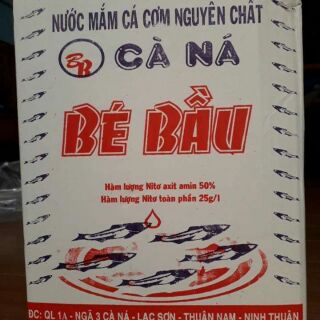 NƯỚC MẮM CÁ CƠM NGUYÊN CHẤT
BB CÀ NÁ
BÉ BẦU
Hàm lượng Nitơ axit amin 50%
Hàm lượng Nitơ toàn phần 25g/l
ĐC: QL 1A - NGÃ 3 CÀ NÁ - LẠC SƠN - THUẬN NAM - NINH THUẬN